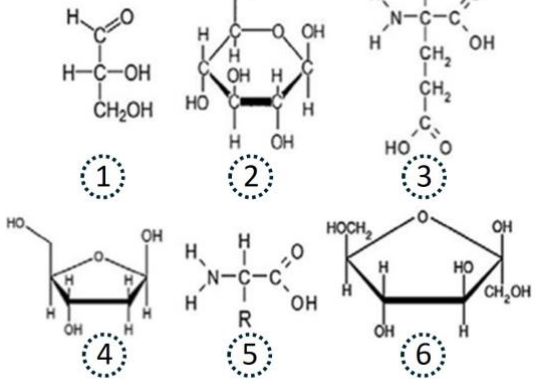 H O
C
H–C–OH
CH₂OH
1
H C O OH
H
C OH H C
HO C C H
H OH
2
N–C–C
H OH
CH₂
CH₂
C
HO O
3
HO
O OH
H H
H H H
OH
4
H H O
N–C–C
H R OH
5
HOCH₂ O OH
H HO
H CH₂OH
OH H
6